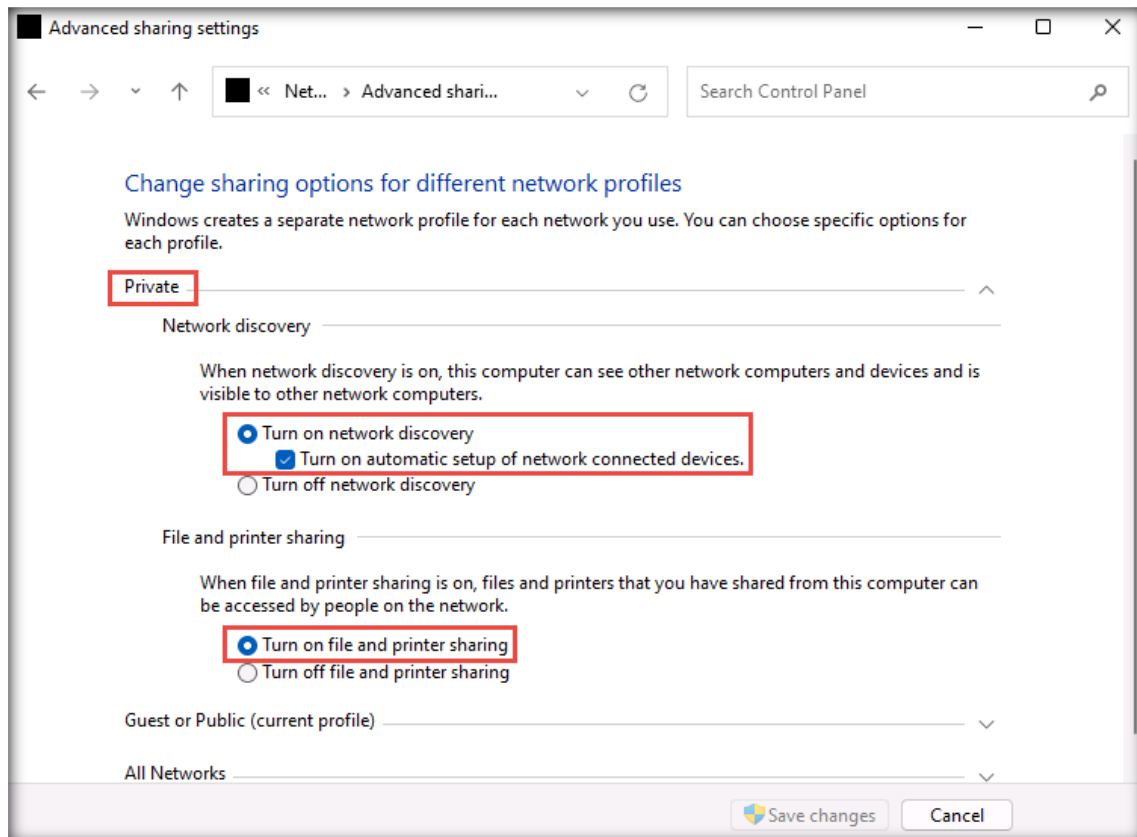 Advanced sharing settings
« Net... > Advanced shari...
Search Control Panel
Change sharing options for different network profiles
Windows creates a separate network profile for each network you use. You can choose specific options for
each profile.
Private
Network discovery
When network discovery is on, this computer can see other network computers and devices and is
visible to other network computers.
Turn on network discovery
Turn on automatic setup of network connected devices.
Turn off network discovery
File and printer sharing
When file and printer sharing is on, files and printers that you have shared from this computer can
be accessed by people on the network.
Turn on file and printer sharing
Turn off file and printer sharing
Guest or Public (current profile)
All Networks
Save changes
Cancel